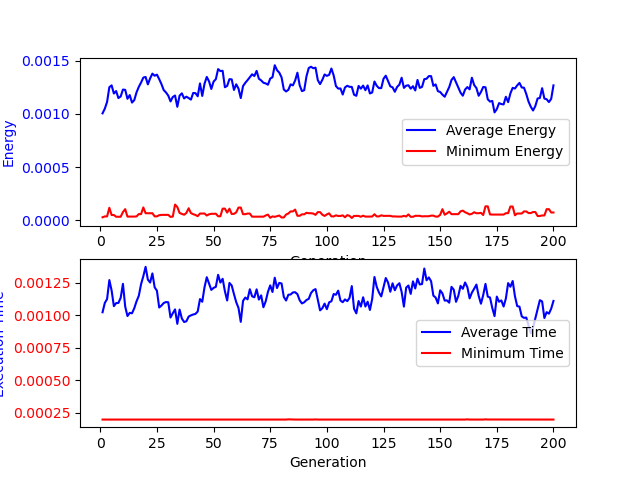 0.0015
0.0010
0.0005
0.0000
Energy
Average Energy
Minimum Energy
0 25 50 75 100 125 150 175 200
Generation
0.00125
0.00100
0.00075
0.00050
0.00025
Execution Time
Average Time
Minimum Time
0 25 50 75 100 125 150 175 200
Generation